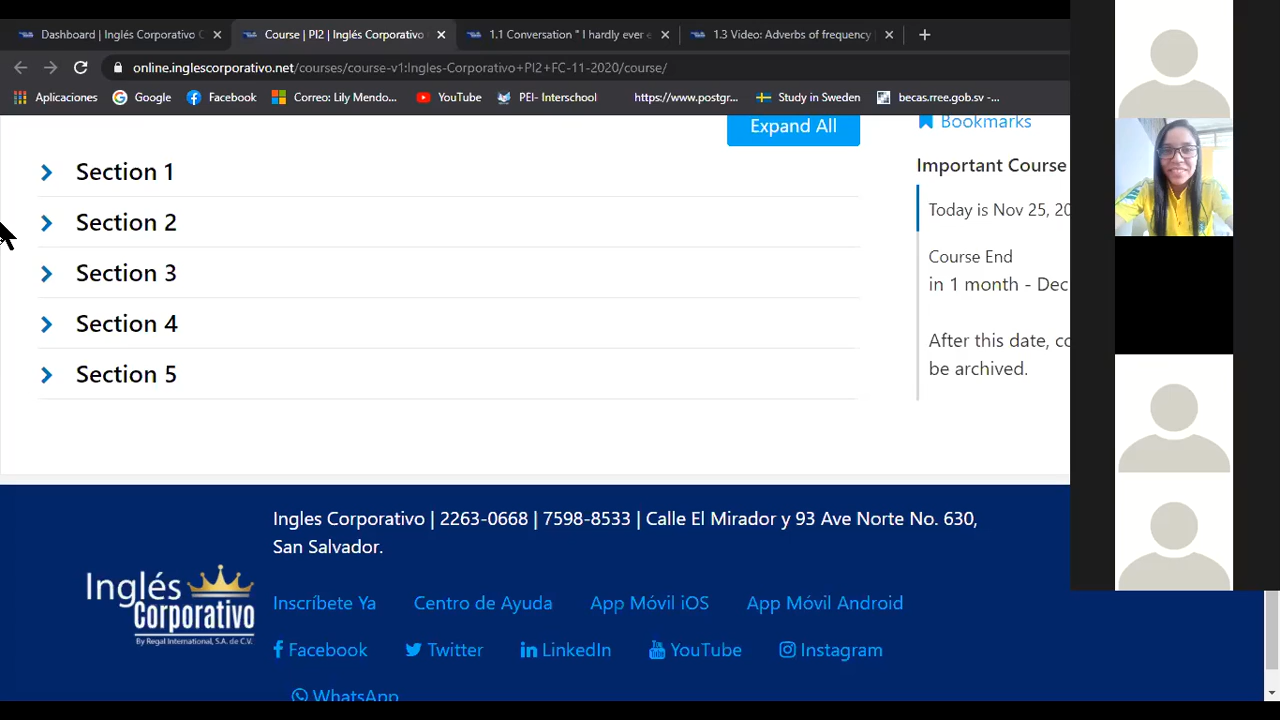 Dashboard | Inglés Corporativo C
Course | PI2 | Inglés Corporativo
1.1 Conversation " I hardly ever e
1.3 Video: Adverbs of frequency |
online.inglescorporativo.net/courses/course-v1:Ingles-Corporativo+PI2+FC-11-2020/course/
Aplicaciones
Google
Facebook
Correo: Lily Mendo...
YouTube
PEI- Interschool
https://www.postgr...
Study in Sweden
becas.rree.gob.sv -...
Expand All
Bookmarks
Section 1
Section 2
Section 3
Section 4
Section 5
Important Course
Today is Nov 25, 20
Course End
in 1 month - Dec
After this date, co
be archived.
Ingles Corporativo | 2263-0668 | 7598-8533 | Calle El Mirador y 93 Ave Norte No. 630,
San Salvador.
Inglés
Corporativo
By Regal International, S.A. de C.V.
Inscríbete Ya
Centro de Ayuda
App Móvil iOS
App Móvil Android
Facebook
Twitter
LinkedIn
YouTube
Instagram
WhatsApp